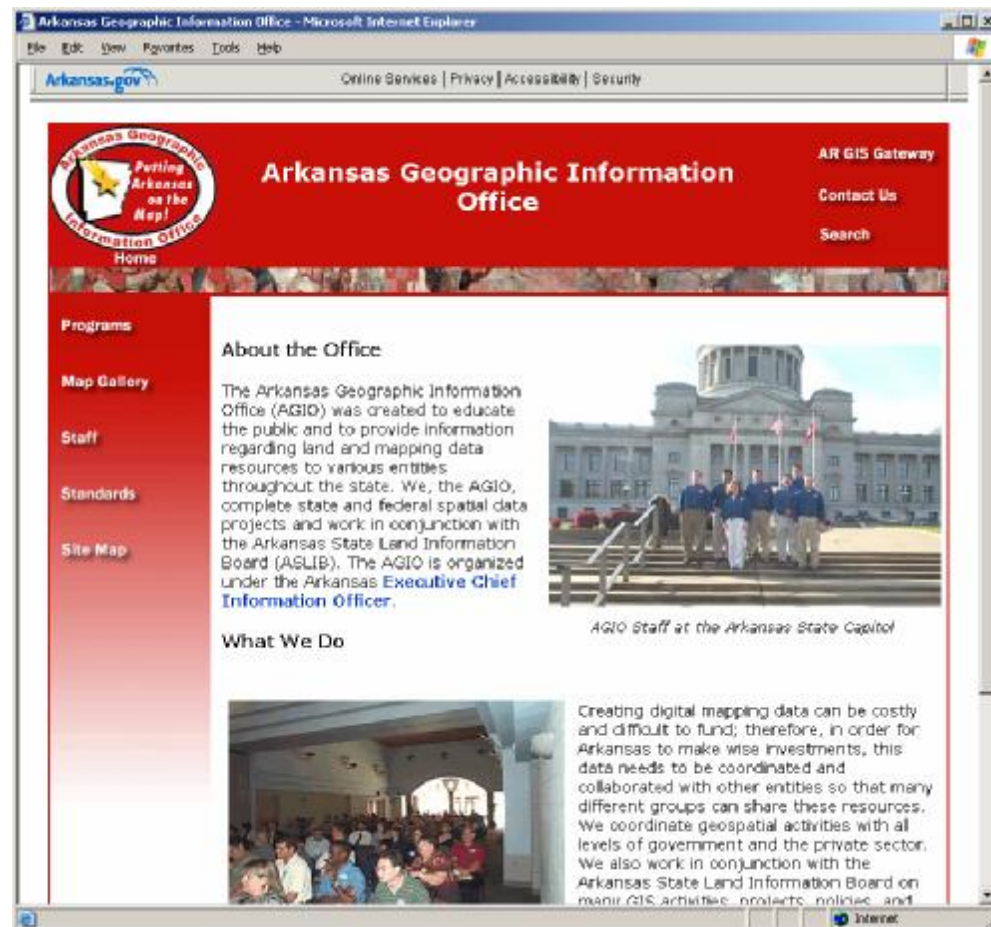 Arkansas Geographic Information Office - Microsoft Internet Explorer
File Edit View Favorites Tools Help
Arkansas.gov
Online Services | Privacy | Accessibility | Security
Arkansas Geographic
Putting
Arkansas
on the
Map!
Information Office
Home
Arkansas Geographic Information
Office
AR GIS Gateway
Contact Us
Search
Programs
Map Gallery
Staff
Standards
Site Map
About the Office
The Arkansas Geographic Information
Office (AGIO) was created to educate
the public and to provide information
regarding land and mapping data
resources to various entities
throughout the state. We, the AGIO,
complete state and federal spatial data
projects and work in conjunction with
the Arkansas State Land Information
Board (ASLIB). The AGIO is organized
under the Arkansas Executive Chief
Information Officer.
AGIO Staff at the Arkansas State Capitol
What We Do
Creating digital mapping data can be costly
and difficult to fund; therefore, in order for
Arkansas to make wise investments, this
data needs to be coordinated and
collaborated with other entities so that many
different groups can share these resources.
We coordinate geospatial activities with all
levels of government and the private sector.
We also work in conjunction with the
Arkansas State Land Information Board on
many GIS activities, projects, policies, and
Internet